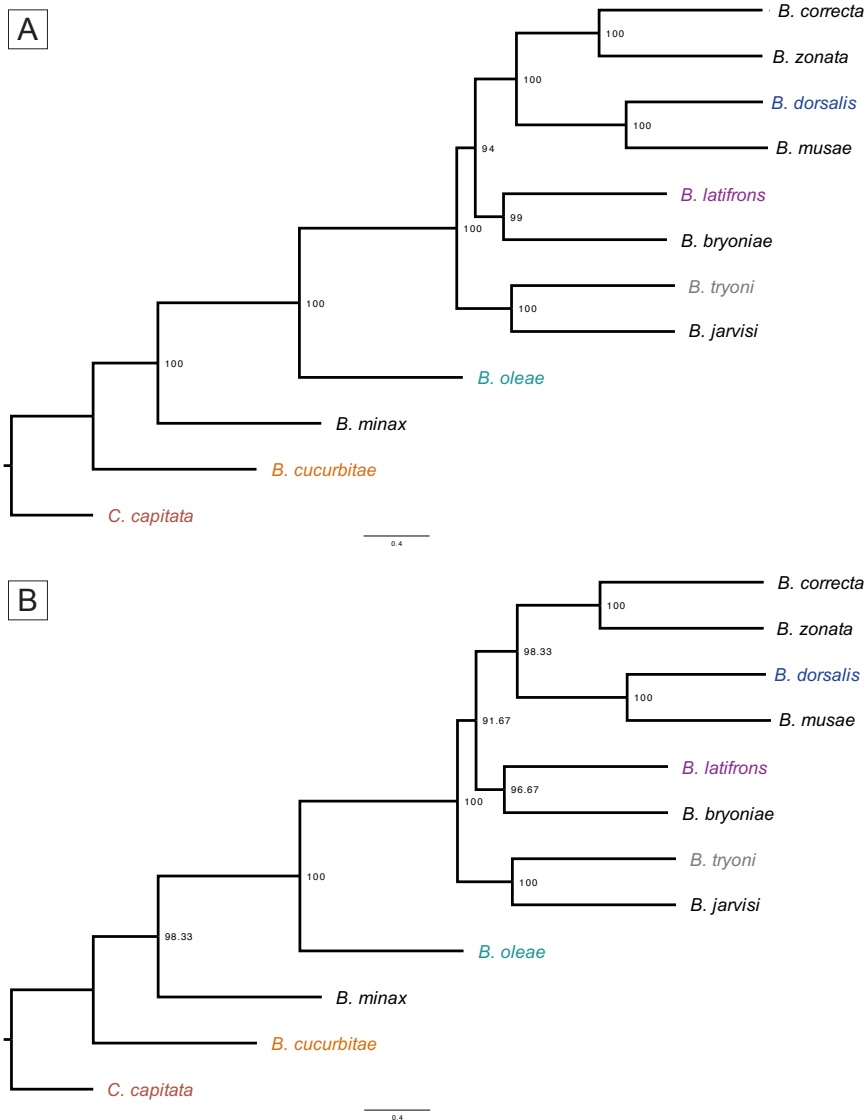 A
B. correcta
100
B. zonata
100
B. dorsalis
100
B. musae
94
B. latifrons
99
100
B. bryoniae
B. tryoni
100
100
B. jarvisi
100
B. oleae
B. minax
B. cucurbitae
C. capitata
0.4
B
B. correcta
100
B. zonata
98.33
B. dorsalis
100
B. musae
91.67
B. latifrons
96.67
100
B. bryoniae
B. tryoni
100
100
B. jarvisi
98.33
B. oleae
B. minax
B. cucurbitae
C. capitata
0.4